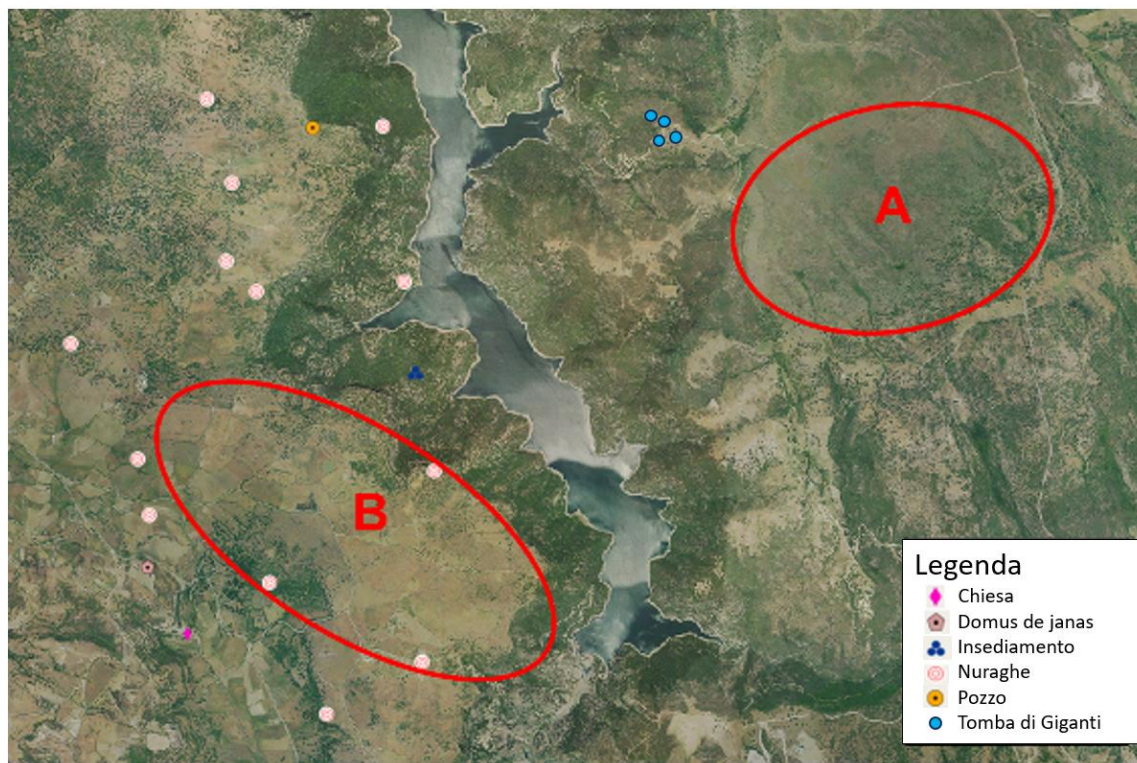 A
B
Legenda
Chiesa
Domus de janas
Insediamento
Nuraghe
Pozzo
Tomba di Giganti